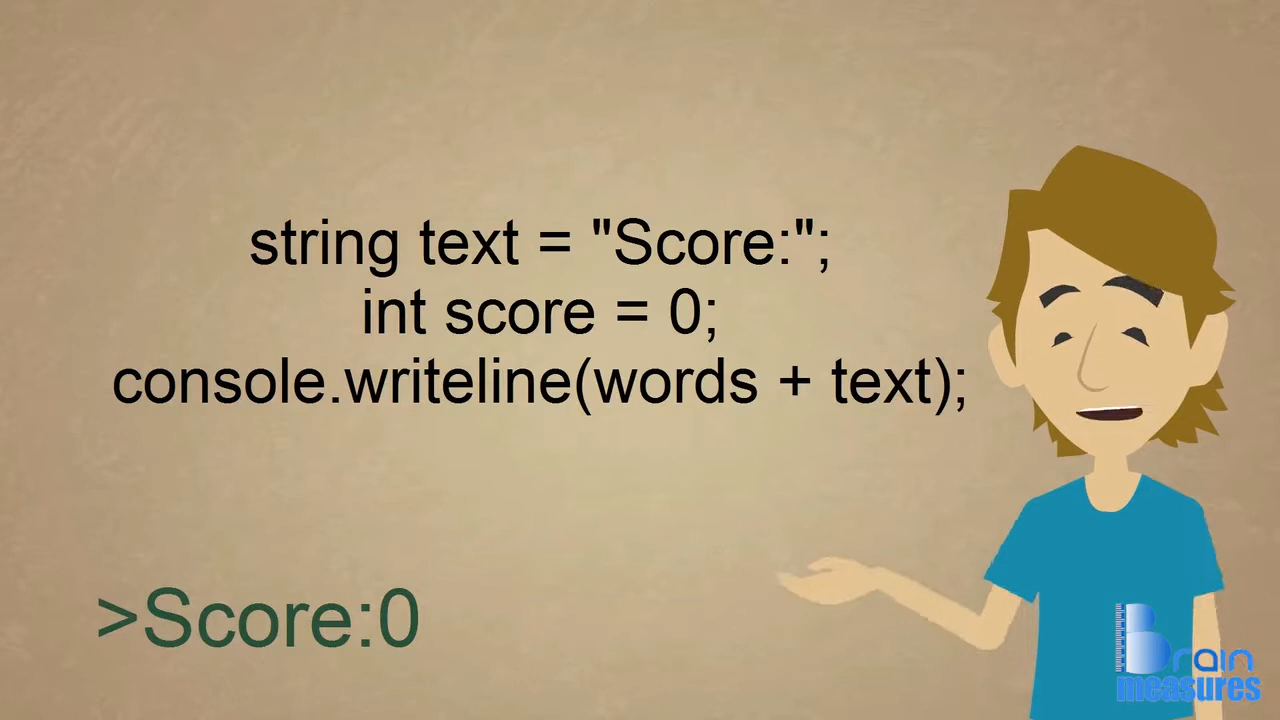 string text = "Score:";
int score = 0;
console.writeline(words + text);
>Score:0
Brain
measures